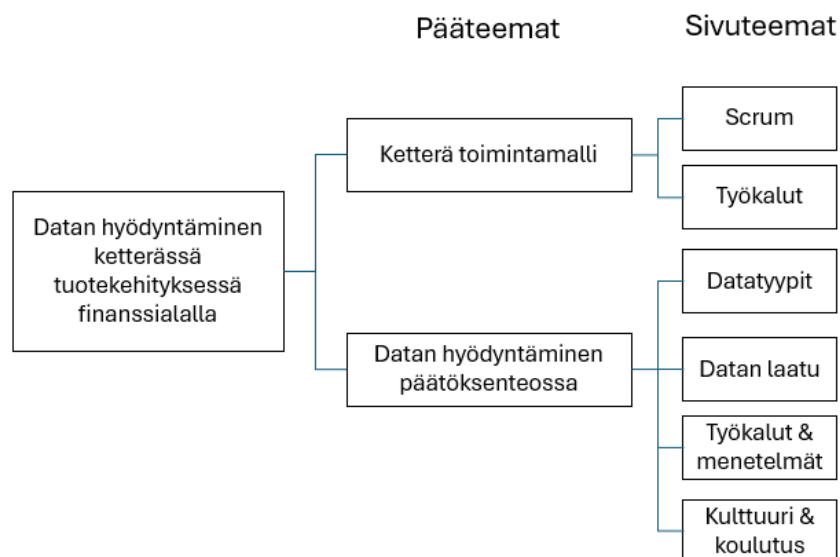 Pääteemat
Sivuteemat
Datan hyödyntäminen
ketterässä
tuotekehityksessä
finanssialalla
Ketterä toimintamalli
Scrum
Työkalut
Datan hyödyntäminen
päätöksenteossa
Datatyypit
Datan laatu
Työkalut &
menetelmät
Kulttuuri &
koulutus